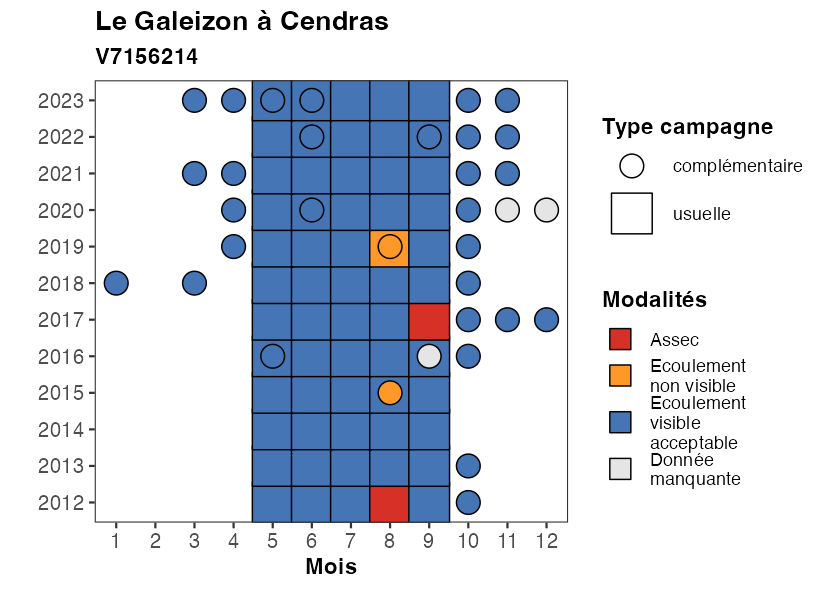 Le Galeizon à Cendras
V7156214
2023
2022
2021
2020
2019
2018
2017
2016
2015
2014
2013
2012
1 2 3 4 5 6 7 8 9 10 11 12
Mois
Type campagne
complémentaire
usuelle
Modalités
Assec
Ecoulement
non visible
Ecoulement
visible
acceptable
Donnée
manquante